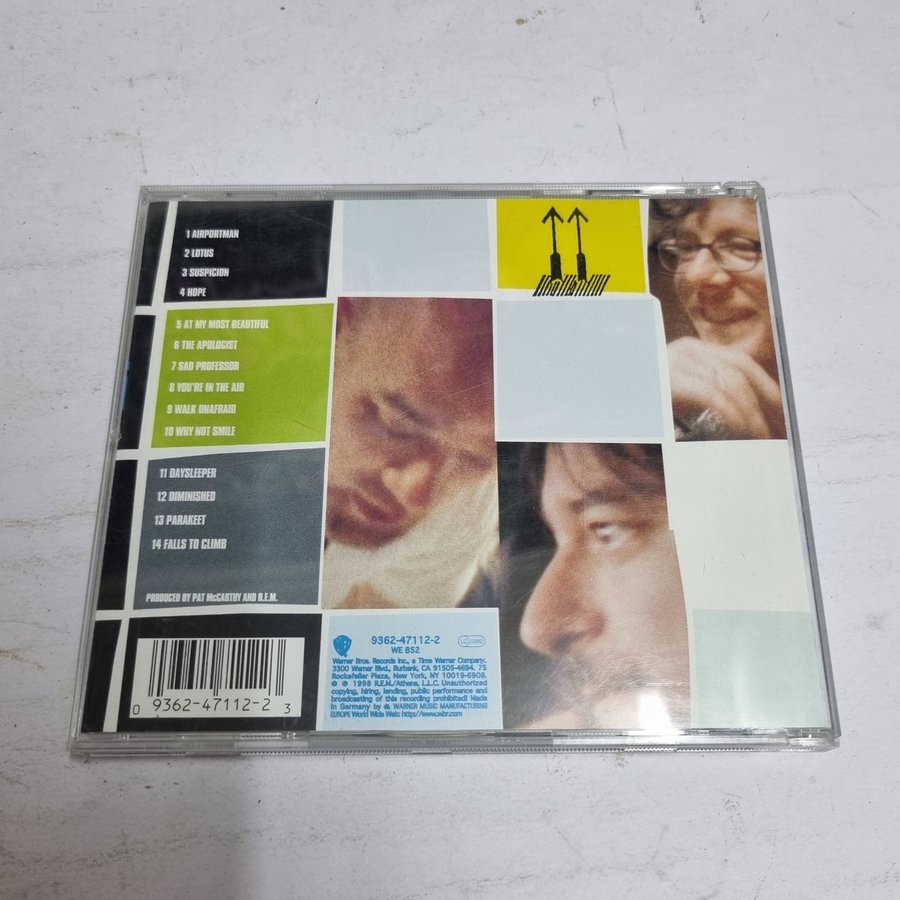 1 AIRPORTMAN
2 LOTUS
3 SUSPICION
4 HOPE
5 AT MY MOST BEAUTIFUL
6 THE APOLOGIST
7 SAD PROFESSOR
8 YOU'RE IN THE AIR
9 WALK UNAFRAID
10 WHY NOT SMILE
11 DAYSLEEPER
12 DIMINISHED
13 PARAKEET
14 FALLS TO CLIMB
PRODUCED BY PAT McCARTHY AND R.E.M.
0 9362-47112-2 3
9362-47112-2
WE 852
LC 0392
Warner Bros. Records Inc., a Time Warner Company.
3300 Warner Blvd., Burbank, CA 91505-4694. 75
Rockefeller Plaza, New York, NY 10019-6908.
℗ © 1998 R.E.M./Athens, L.L.C. Unauthorized
copying, hiring, lending, public performance and
broadcasting of this recording prohibited! Made
in Germany by W. WARNER MUSIC MANUFACTURING
EUROPE World Wide Web: http://www.wbr.com